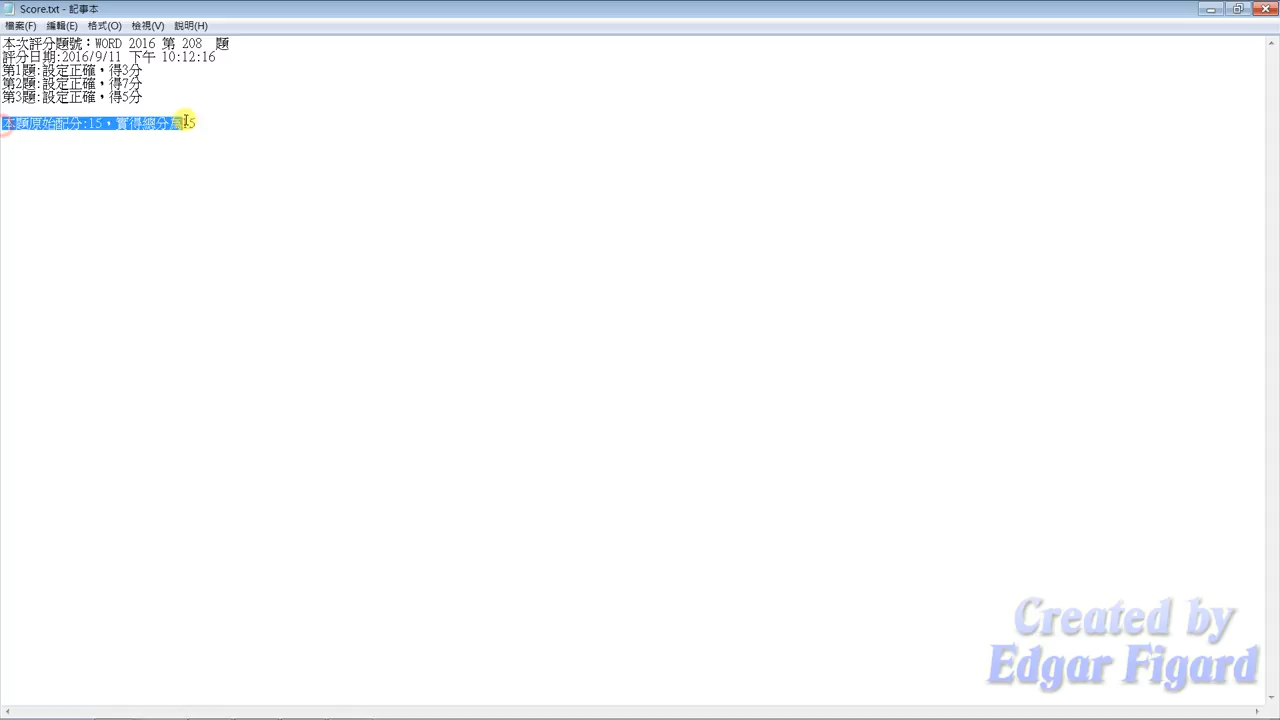 Score.txt - 記事本
檔案(F) 編輯(E) 格式(O) 檢視(V) 說明(H)
本次評分題號：WORD 2016 第 208 題
評分日期:2016/9/11 下午 10:12:16
第1題:設定正確，得3分
第2題:設定正確，得7分
第3題:設定正確，得5分
本題原始配分:15，實得總分為15
Created by
Edgar Figard